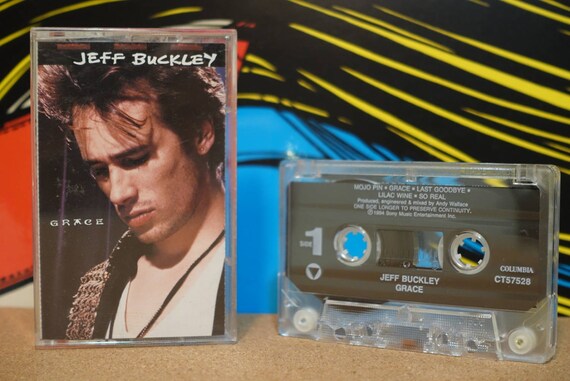 JEFF BUCKLEY
GRACE
MOJO PIN • GRACE • LAST GOODBYE •
LILAC WINE • SO REAL
Produced, engineered & mixed by Andy Wallace
ONE SIDE LONGER TO PRESERVE CONTINUITY.
℗ 1994 Sony Music Entertainment Inc.
SIDE 1
JEFF BUCKLEY
GRACE
COLUMBIA
CT57528